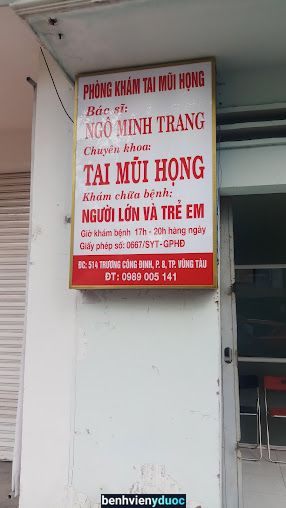 PHÒNG KHÁM TAI MŨI HỌNG
Bác sĩ:
NGÔ MINH TRANG
Chuyên khoa:
TAI MŨI HỌNG
Khám chữa bệnh;
NGƯỜI LỚN VÀ TRẺ EM
Giờ khám bệnh 17h - 20h hàng ngày
Giấy phép số: 0667/SYT-GPHĐ
ĐC: 514 TRƯƠNG CÔNG ĐỊNH, P. 8, TP. VŨNG TÀU
ĐT: 0989 005 141
benhvienyduoc